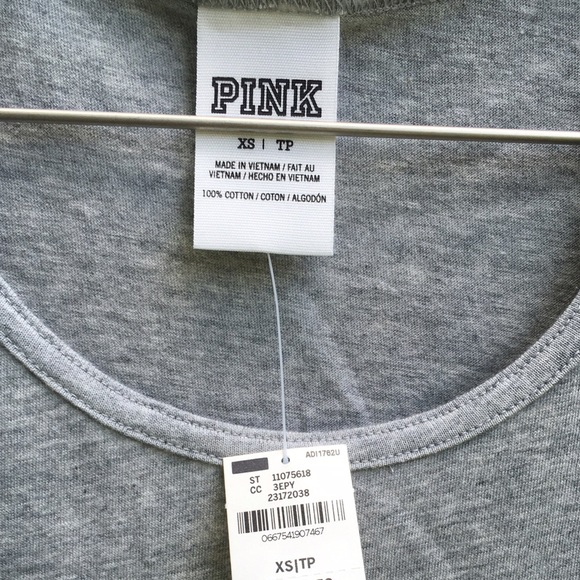 PINK
XS | TP
MADE IN VIETNAM / FAIT AU
VIETNAM / HECHO EN VIETNAM
100% COTTON / COTON / ALGODÓN
ADI1782U
ST 11075618
CC 3EPY
23172038
0667541907467
XS|TP